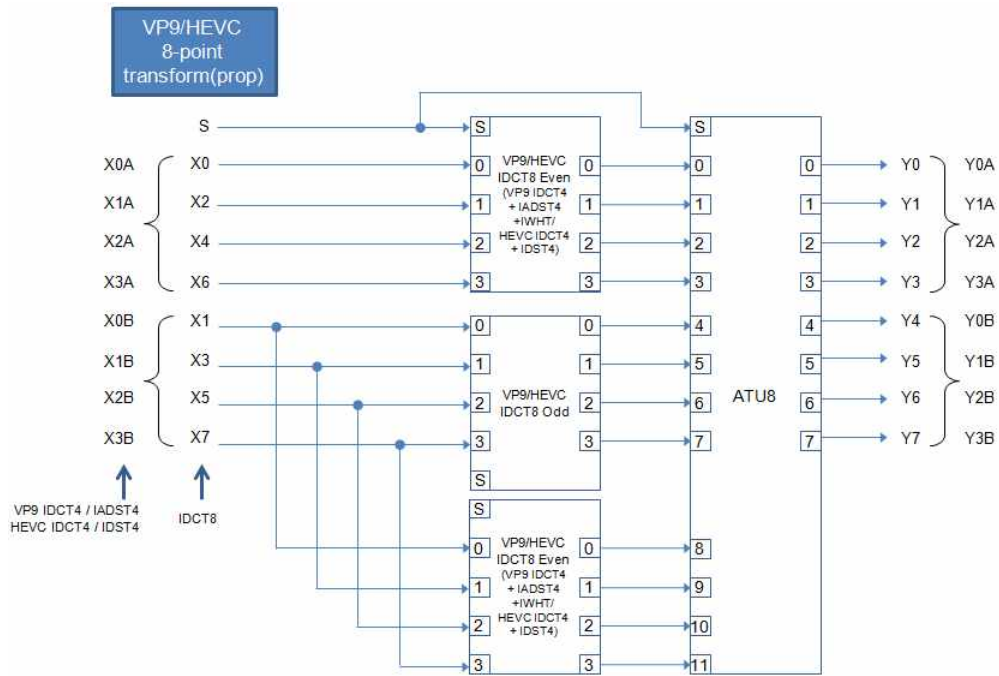 VP9/HEVC
8-point
transform(prop)
S
X0A X0
X1A X2
X2A X4
X3A X6
X0B X1
X1B X3
X2B X5
X3B X7
VP9 IDCT4 / IADST4
HEVC IDCT4 / IDST4
IDCT8
S
0 VP9/HEVC 0
IDCT8 Even
1 (VP9 IDCT4 1
+ IADST4
+IWHT/
2 HEVC IDCT4 2
+ IDST4)
3 3
0 0
1 1
VP9/HEVC
2 IDCT8 Odd 2
3 3
S
S
0 VP9/HEVC 0
IDCT8 Even
(VP9 IDCT4
1 + IADST4 1
+IWHT/
HEVC IDCT4
2 + IDST4) 2
3 3
S
0 0
1 1
2 2
3 3
4 4
5 5
ATU8
6 6
7 7
8
9
10
11
Y0 Y0A
Y1 Y1A
Y2 Y2A
Y3 Y3A
Y4 Y0B
Y5 Y1B
Y6 Y2B
Y7 Y3B